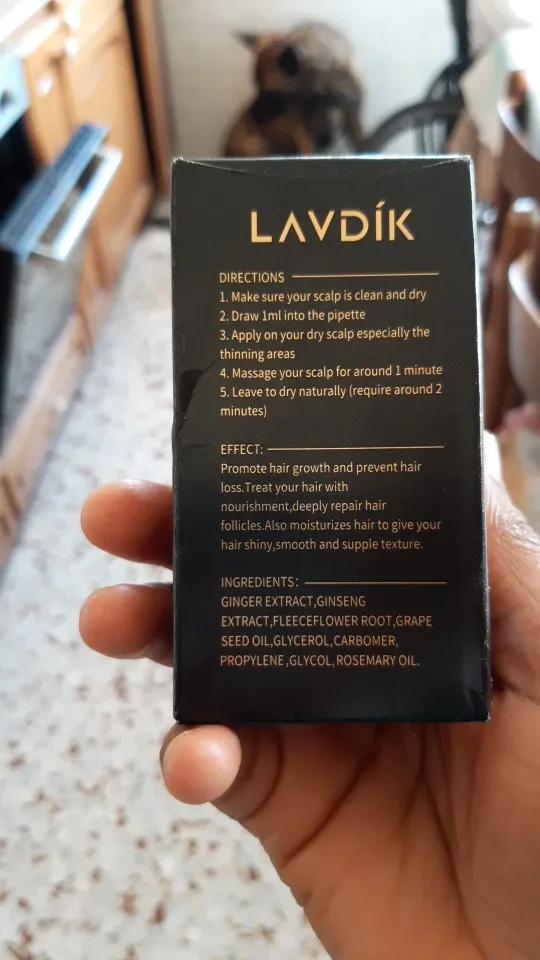 LAVDÍK
DIRECTIONS
1. Make sure your scalp is clean and dry
2. Draw 1ml into the pipette
3. Apply on your dry scalp especially the
thinning areas
4. Massage your scalp for around 1 minute
5. Leave to dry naturally (require around 2
minutes)
EFFECT:
Promote hair growth and prevent hair
loss.Treat your hair with
nourishment,deeply repair hair
follicles.Also moisturizes hair to give your
hair shiny,smooth and supple texture.
INGREDIENTS:
GINGER EXTRACT,GINSENG
EXTRACT,FLEECEFLOWER ROOT,GRAPE
SEED OIL,GLYCEROL,CARBOMER,
PROPYLENE,GLYCOL,ROSEMARY OIL.